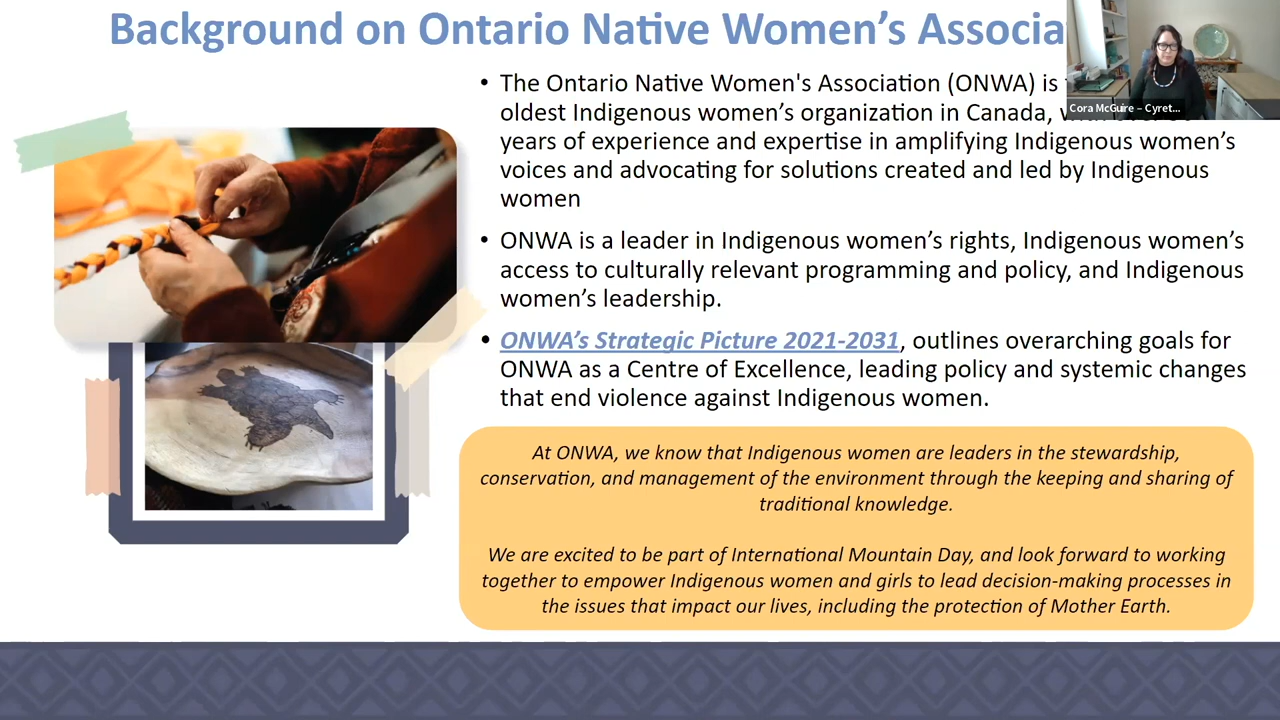 Background on Ontario Native Women's Associa
The Ontario Native Women's Association (ONWA) is
Cora McGuire – Cyret...
oldest Indigenous women's organization in Canada,
years of experience and expertise in amplifying Indigenous women's
voices and advocating for solutions created and led by Indigenous
women
ONWA is a leader in Indigenous women's rights, Indigenous women's
access to culturally relevant programming and policy, and Indigenous
women's leadership.
ONWA's Strategic Picture 2021-2031, outlines overarching goals for
ONWA as a Centre of Excellence, leading policy and systemic changes
that end violence against Indigenous women.
At ONWA, we know that Indigenous women are leaders in the stewardship,
conservation, and management of the environment through the keeping and sharing of
traditional knowledge.
We are excited to be part of International Mountain Day, and look forward to working
together to empower Indigenous women and girls to lead decision-making processes in
the issues that impact our lives, including the protection of Mother Earth.